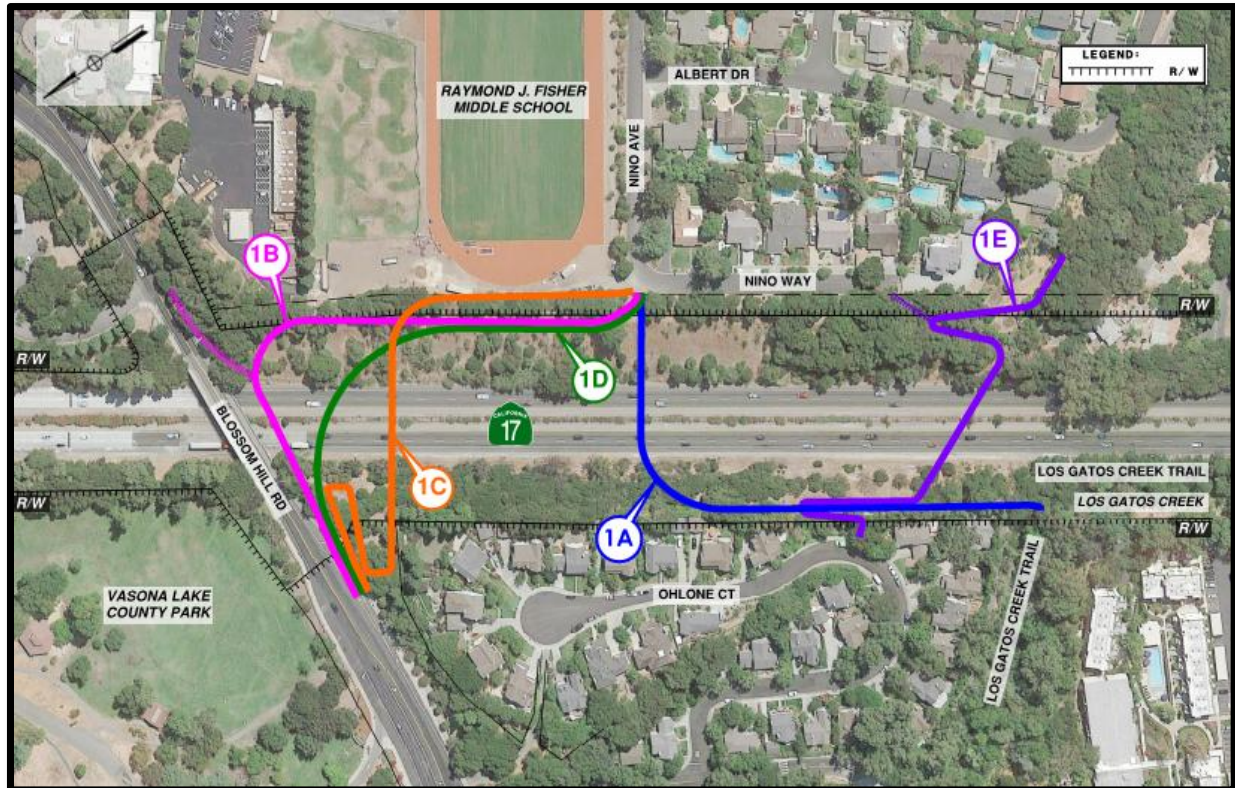 LEGEND:
R/W
ALBERT DR
RAYMOND J. FISHER
MIDDLE SCHOOL
NINO AVE
1B
1E
NINO WAY
R/W
R/W
1D
CALIFORNIA
17
BLOSSOM HILL RD
1C
LOS GATOS CREEK TRAIL
LOS GATOS CREEK
R/W
R/W
1A
VASONA LAKE
COUNTY PARK
OHLONE CT
LOS GATOS CREEK TRAIL